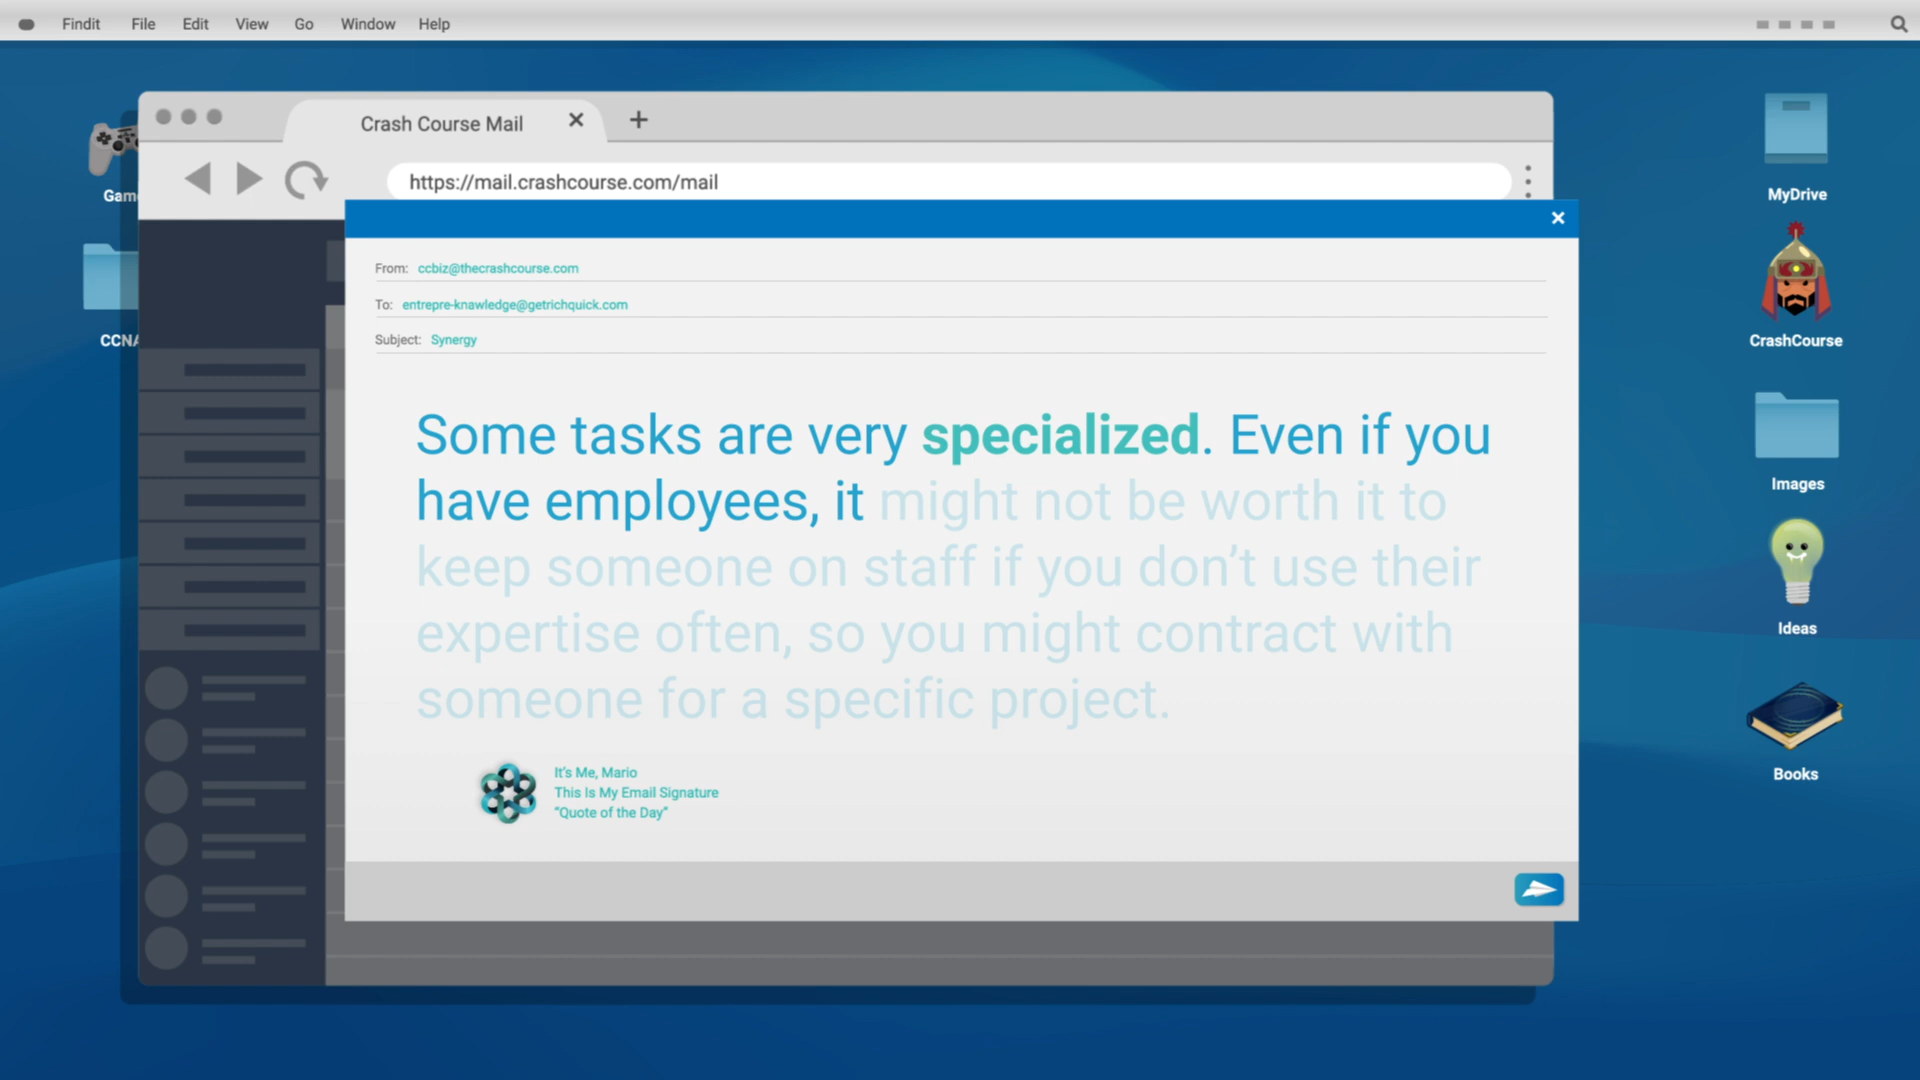 Findit File Edit View Go Window Help
Crash Course Mail
https://mail.crashcourse.com/mail
From: ccbiz@thecrashcourse.com
To: entrepre-knawledge@getrichquick.com
Subject: Synergy
Some tasks are very specialized. Even if you
have employees, it might not be worth it to
keep someone on staff if you don’t use their
expertise often, so you might contract with
someone for a specific project.
It’s Me, Mario
This Is My Email Signature
“Quote of the Day”
Gam
CCNA
MyDrive
CrashCourse
Images
Ideas
Books